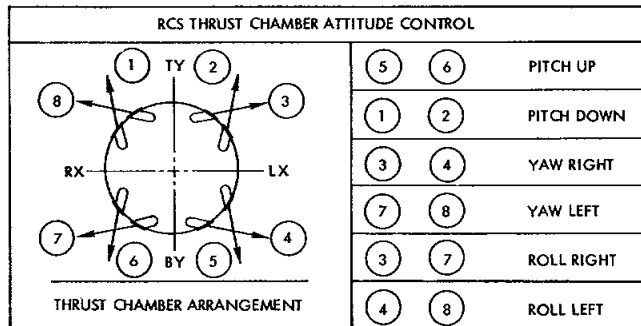 RCS THRUST CHAMBER ATTITUDE CONTROL
1 TY 2
8 3
RX LX
7 4
6 BY 5
THRUST CHAMBER ARRANGEMENT
5 6 PITCH UP
1 2 PITCH DOWN
3 4 YAW RIGHT
7 8 YAW LEFT
3 7 ROLL RIGHT
4 8 ROLL LEFT